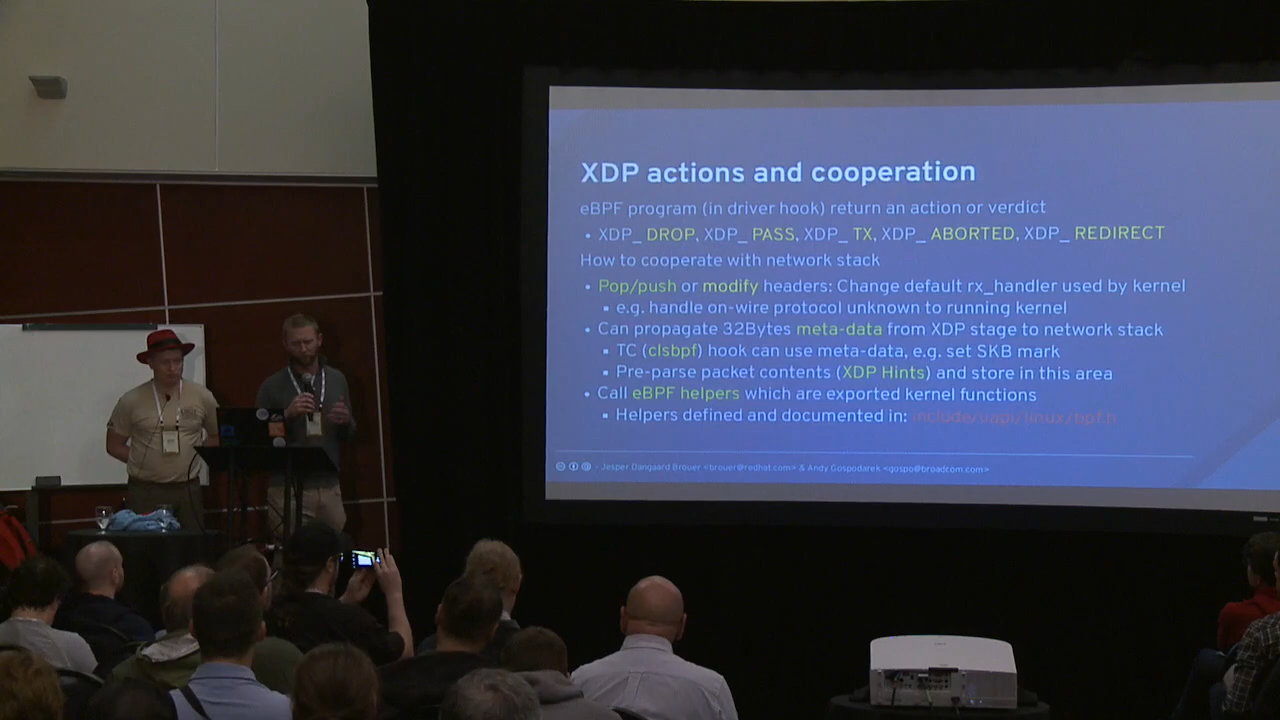 XDP actions and cooperation
eBPF program (in driver hook) return an action or verdict
• XDP_ DROP, XDP_ PASS, XDP_ TX, XDP_ ABORTED, XDP_ REDIRECT
How to cooperate with network stack
• Pop/push or modify headers: Change default rx_handler used by kernel
▪ e.g. handle on-wire protocol unknown to running kernel
• Can propagate 32Bytes meta-data from XDP stage to network stack
▪ TC (clsbpf) hook can use meta-data, e.g. set SKB mark
▪ Pre-parse packet contents (XDP Hints) and store in this area
• Call eBPF helpers which are exported kernel functions
▪ Helpers defined and documented in: include/uapi/linux/bpf.h
- Jesper Dangaard Brouer <brouer@redhat.com> & Andy Gospodarek <gospo@broadcom.com>